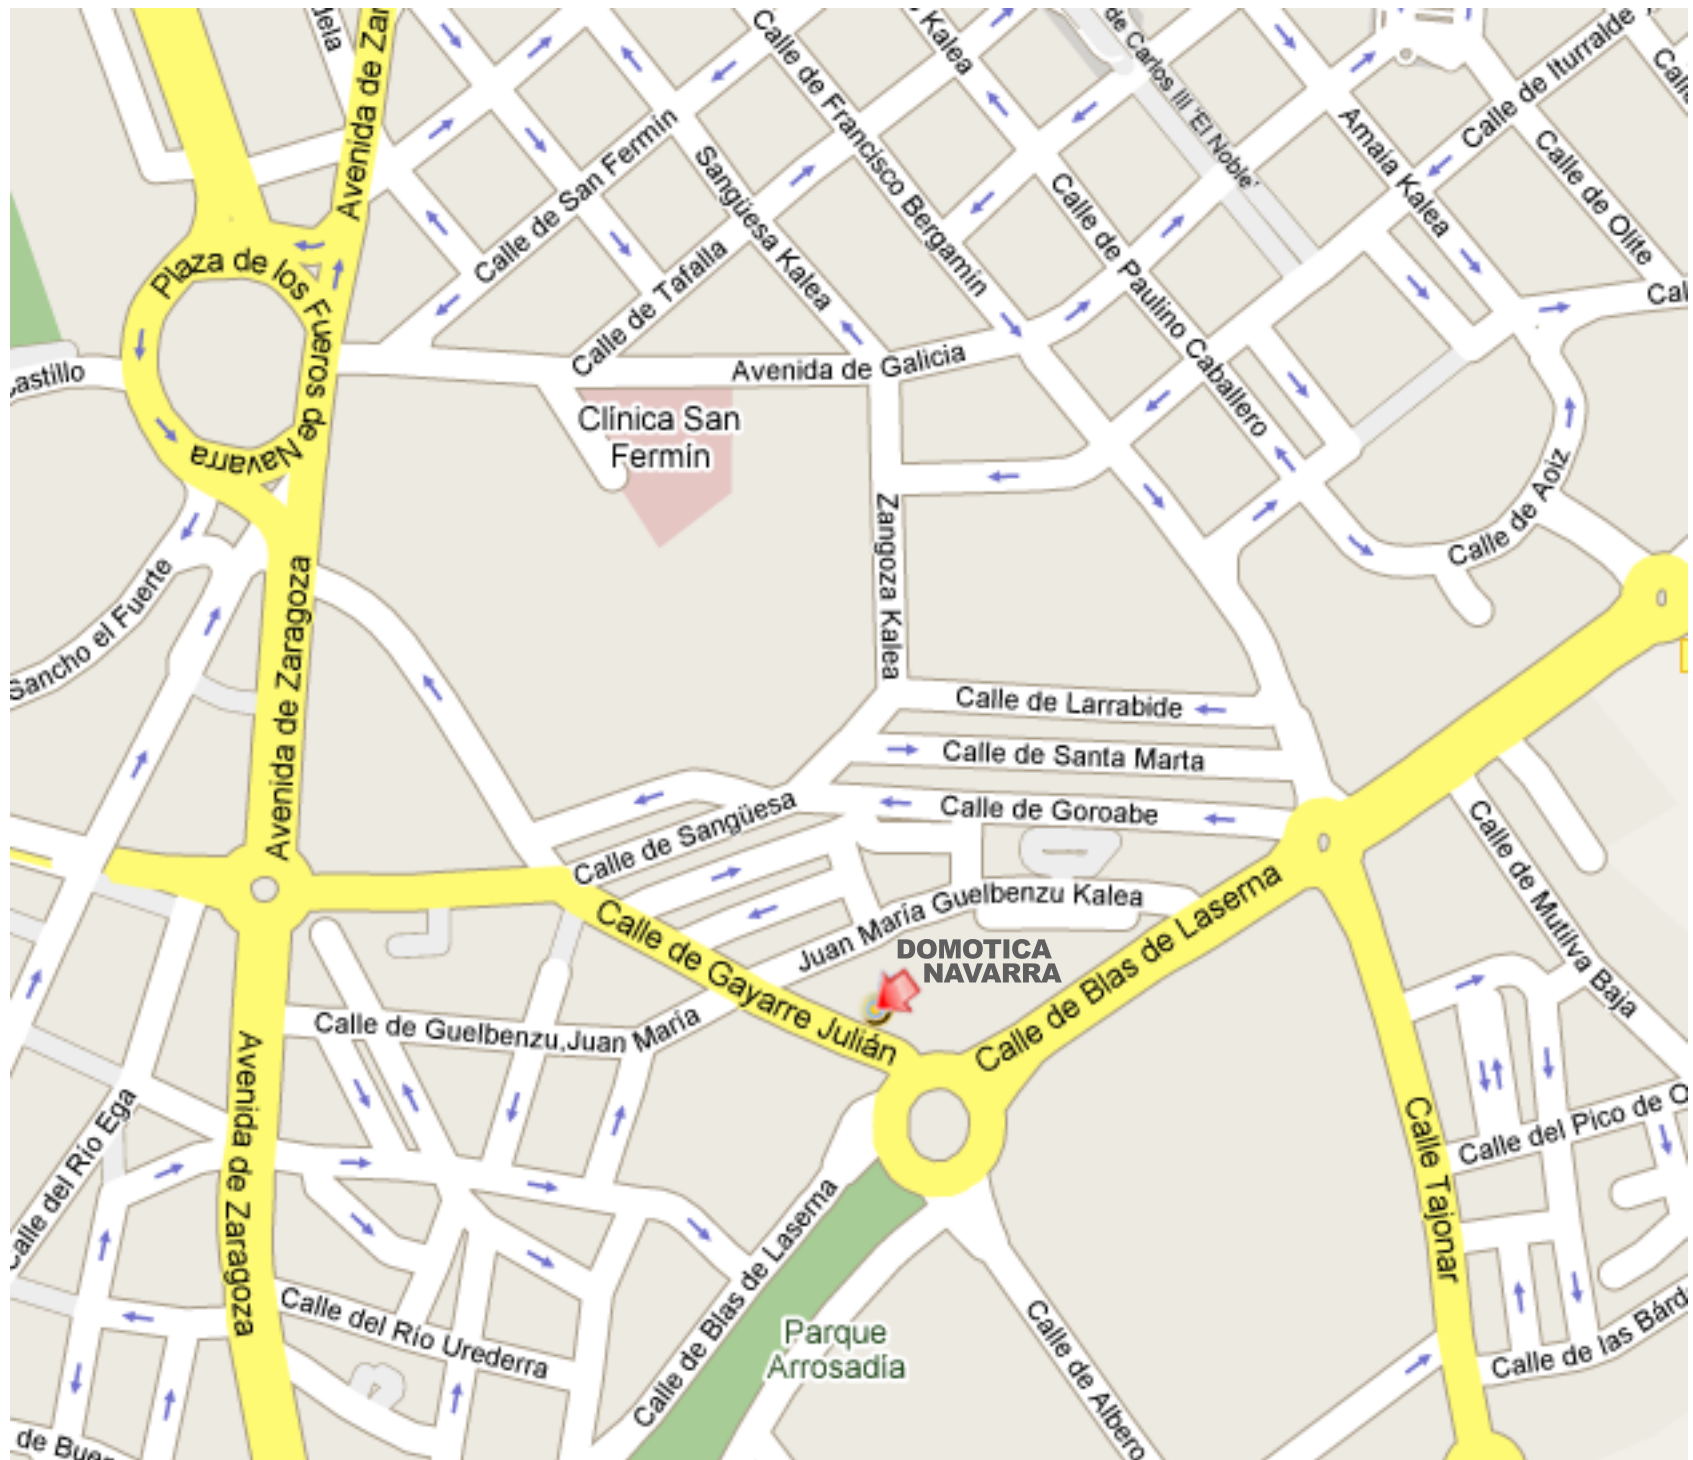 Avenida de Zar
Kalea
de Carlos III 'El Noble'
Calle de Iturralde
Calle de Francisco Bergamín
Calle de San Fermín
Sangüesa Kalea
Amaia Kalea
Calle de Olite
Calle de Paulino Caballero
Plaza de los Fueros de Navarra
Calle de Tafalla
Avenida de Galicia
Clínica San
Fermín
Calle de Aoiz
Zangoza Kalea
Sancho el Fuerte
Avenida de Zaragoza
Calle de Larrabide
Calle de Santa Marta
Calle de Goroabe
Calle de Sangüesa
Calle de Mutilva Baja
Juan María Guelbenzu Kalea
Calle de Gayarre Julián
DOMOTICA
NAVARRA
Calle de Blas de Laserna
Calle de Guelbenzu,Juan María
Avenida de Zaragoza
Calle del Río Ega
Calle Tajonar
Calle del Pico de O
Calle de Blas de Laserna
Calle del Río Urederra
Parque
Arrosadía
Calle de Albero
Calle de las Bárd